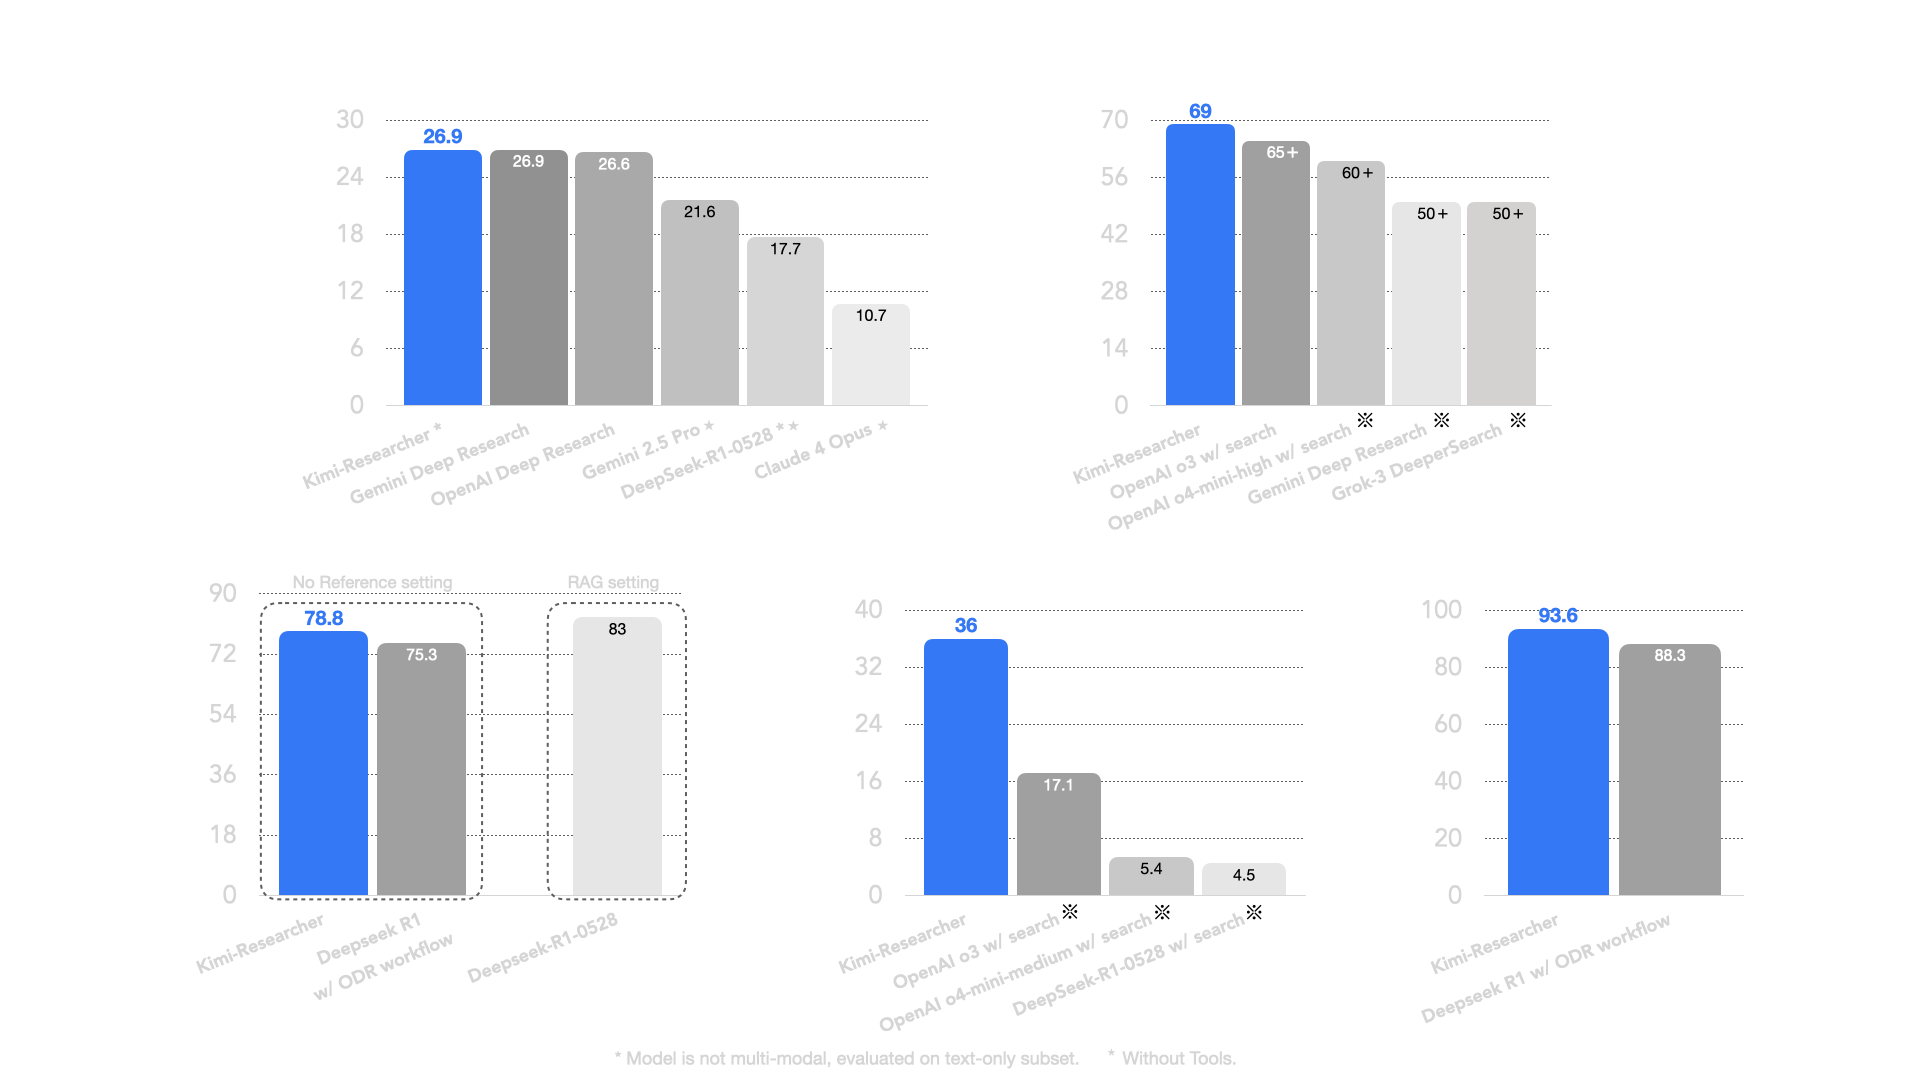 30
24
18
12
6
0
26.9
26.9
26.6
21.6
17.7
10.7
Kimi-Researcher *
Gemini Deep Research
OpenAI Deep Research
Gemini 2.5 Pro ★
DeepSeek-R1-0528 * ★
Claude 4 Opus ★
70
56
42
28
14
0
69
65+
60+
50+
50+
Kimi-Researcher
OpenAI o3 w/ search
OpenAI o4-mini-high w/ search ※
Gemini Deep Research ※
Grok-3 DeeperSearch ※
90
72
54
36
18
0
No Reference setting
RAG setting
78.8
75.3
83
Kimi-Researcher
Deepseek R1
w/ ODR workflow
Deepseek-R1-0528
40
32
24
16
8
0
36
17.1
5.4
4.5
Kimi-Researcher
OpenAI o3 w/ search ※
OpenAI o4-mini-medium w/ search ※
DeepSeek-R1-0528 w/ search ※
100
80
60
40
20
0
93.6
88.3
Kimi-Researcher
Deepseek R1 w/ ODR workflow
* Model is not multi-modal, evaluated on text-only subset. ★ Without Tools.